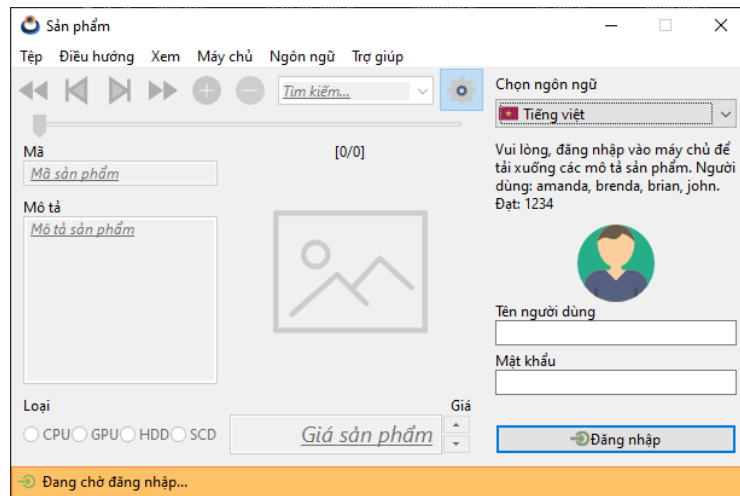 Sản phẩm
Tệp Điều hướng Xem Máy chủ Ngôn ngữ Trợ giúp
Tìm kiếm...
[0/0]
Mã
Mã sản phẩm
Mô tả
Mô tả sản phẩm
Loại
CPU GPU HDD SCD
Giá
Giá sản phẩm
Chọn ngôn ngữ
Tiếng việt
Vui lòng, đăng nhập vào máy chủ để
tải xuống các mô tả sản phẩm. Người
dùng: amanda, brenda, brian, john.
Đạt: 1234
Tên người dùng
Mật khẩu
Đăng nhập
Đang chờ đăng nhập...